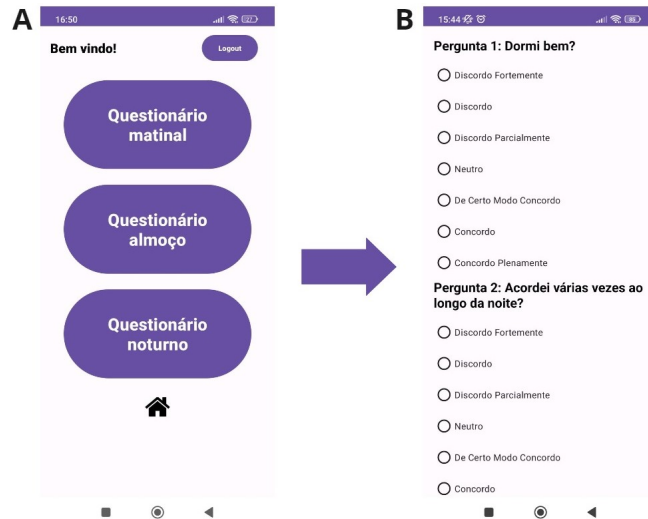 A
16:50
Bem vindo!
Logout
Questionário
matinal
Questionário
almoço
Questionário
noturno
B
15:44
Pergunta 1: Dormi bem?
Discordo Fortemente
Discordo
Discordo Parcialmente
Neutro
De Certo Modo Concordo
Concordo
Concordo Plenamente
Pergunta 2: Acordei várias vezes ao
longo da noite?
Discordo Fortemente
Discordo
Discordo Parcialmente
Neutro
De Certo Modo Concordo
Concordo